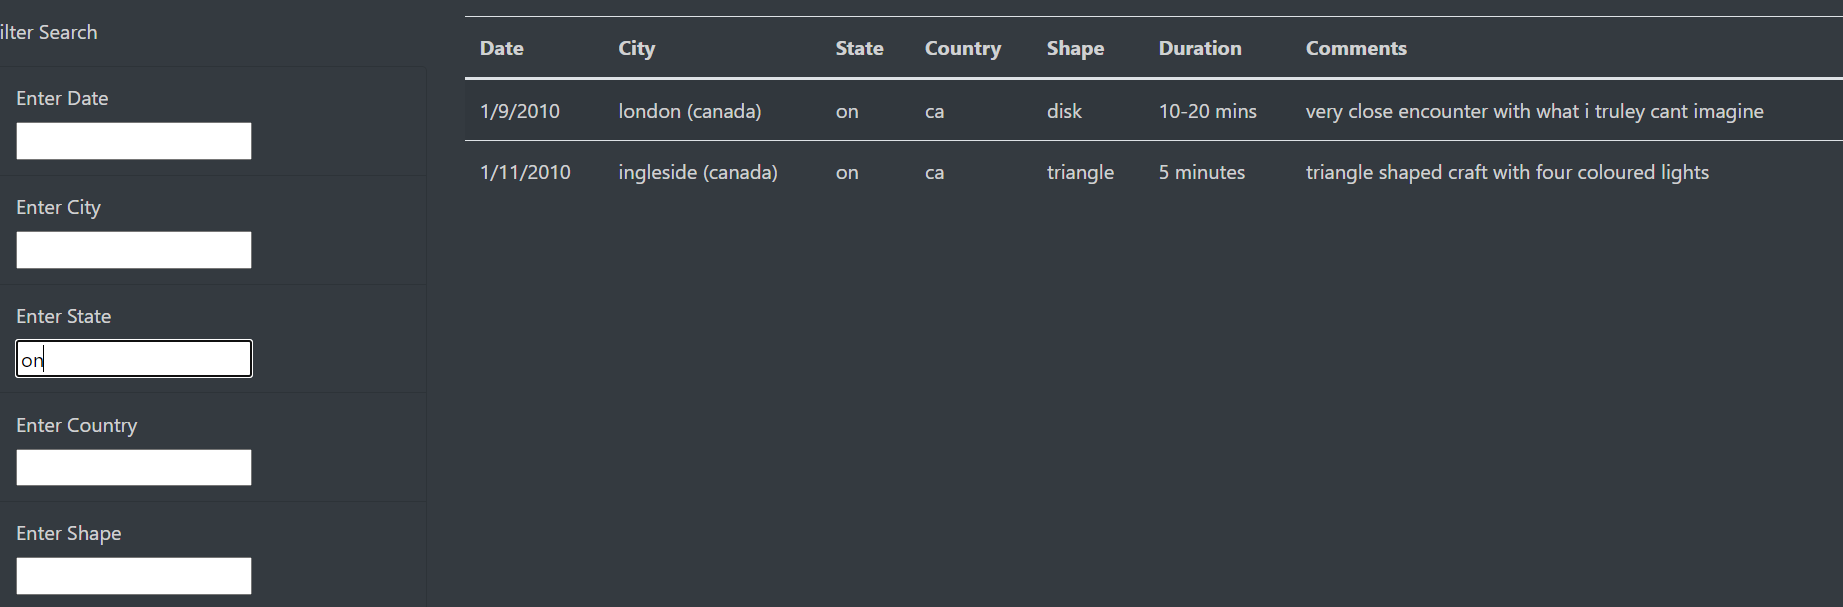 ilter Search
Enter Date
Enter City
Enter State
on
Enter Country
Enter Shape
Date City State Country Shape Duration Comments
1/9/2010 london (canada) on ca disk 10-20 mins very close encounter with what i truley cant imagine
1/11/2010 ingleside (canada) on ca triangle 5 minutes triangle shaped craft with four coloured lights